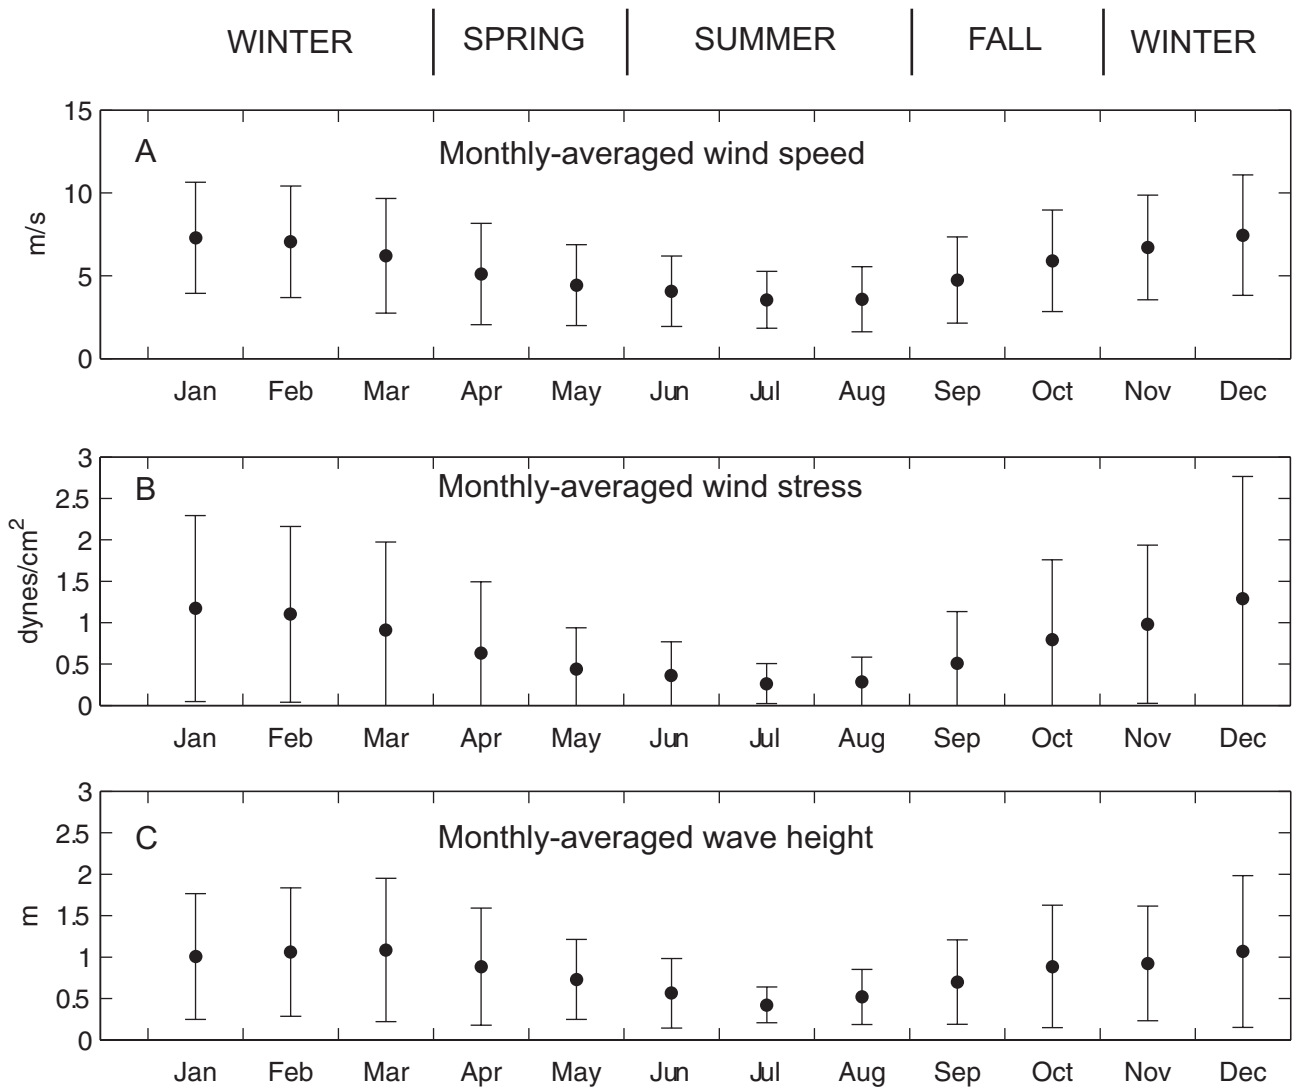 WINTER SPRING SUMMER FALL WINTER
A Monthly-averaged wind speed
15
10
5
0
m/s
Jan Feb Mar Apr May Jun Jul Aug Sep Oct Nov Dec
B Monthly-averaged wind stress
3
2.5
2
1.5
1
0.5
0
dynes/cm²
Jan Feb Mar Apr May Jun Jul Aug Sep Oct Nov Dec
C Monthly-averaged wave height
3
2.5
2
1.5
1
0.5
0
m
Jan Feb Mar Apr May Jun Jul Aug Sep Oct Nov Dec